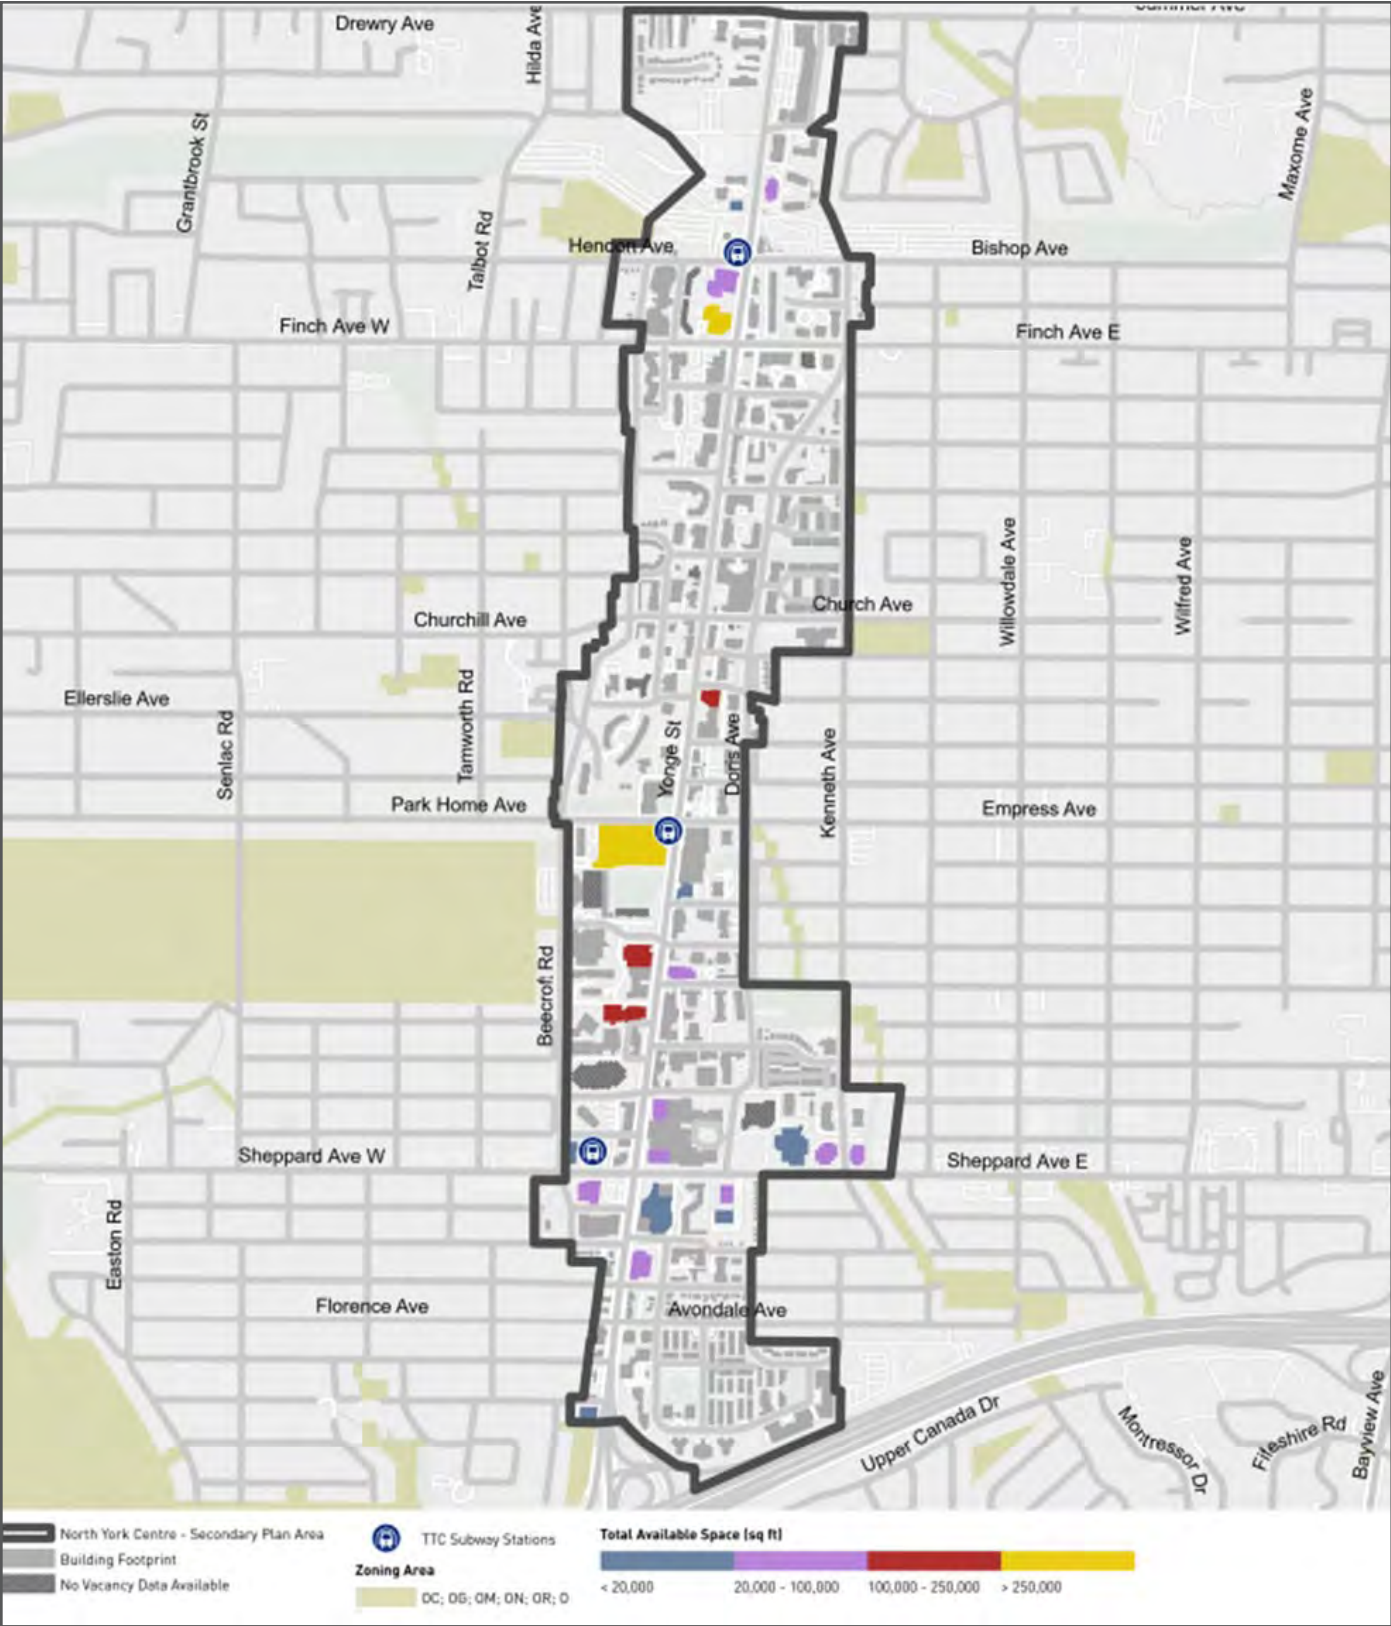 Drewry Ave
Hilda Ave
Summer Ave
Grantbrook St
Maxome Ave
Talbot Rd
Hendon Ave
Bishop Ave
Finch Ave W
Finch Ave E
Willowdale Ave
Wilfred Ave
Church Ave
Churchill Ave
Ellerslie Ave
Senlac Rd
Tamworth Rd
Yonge St
Doris Ave
Kenneth Ave
Park Home Ave
Empress Ave
Beecroft Rd
Sheppard Ave W
Sheppard Ave E
Easton Rd
Florence Ave
Avondale Ave
Upper Canada Dr
Montressor Dr
Fifeshire Rd
Bayview Ave
North York Centre - Secondary Plan Area
Building Footprint
No Vacancy Data Available
TTC Subway Stations
Zoning Area
OC; OG; OM; ON; OR; O
Total Available Space (sq ft)
< 20,000
20,000 - 100,000
100,000 - 250,000
> 250,000